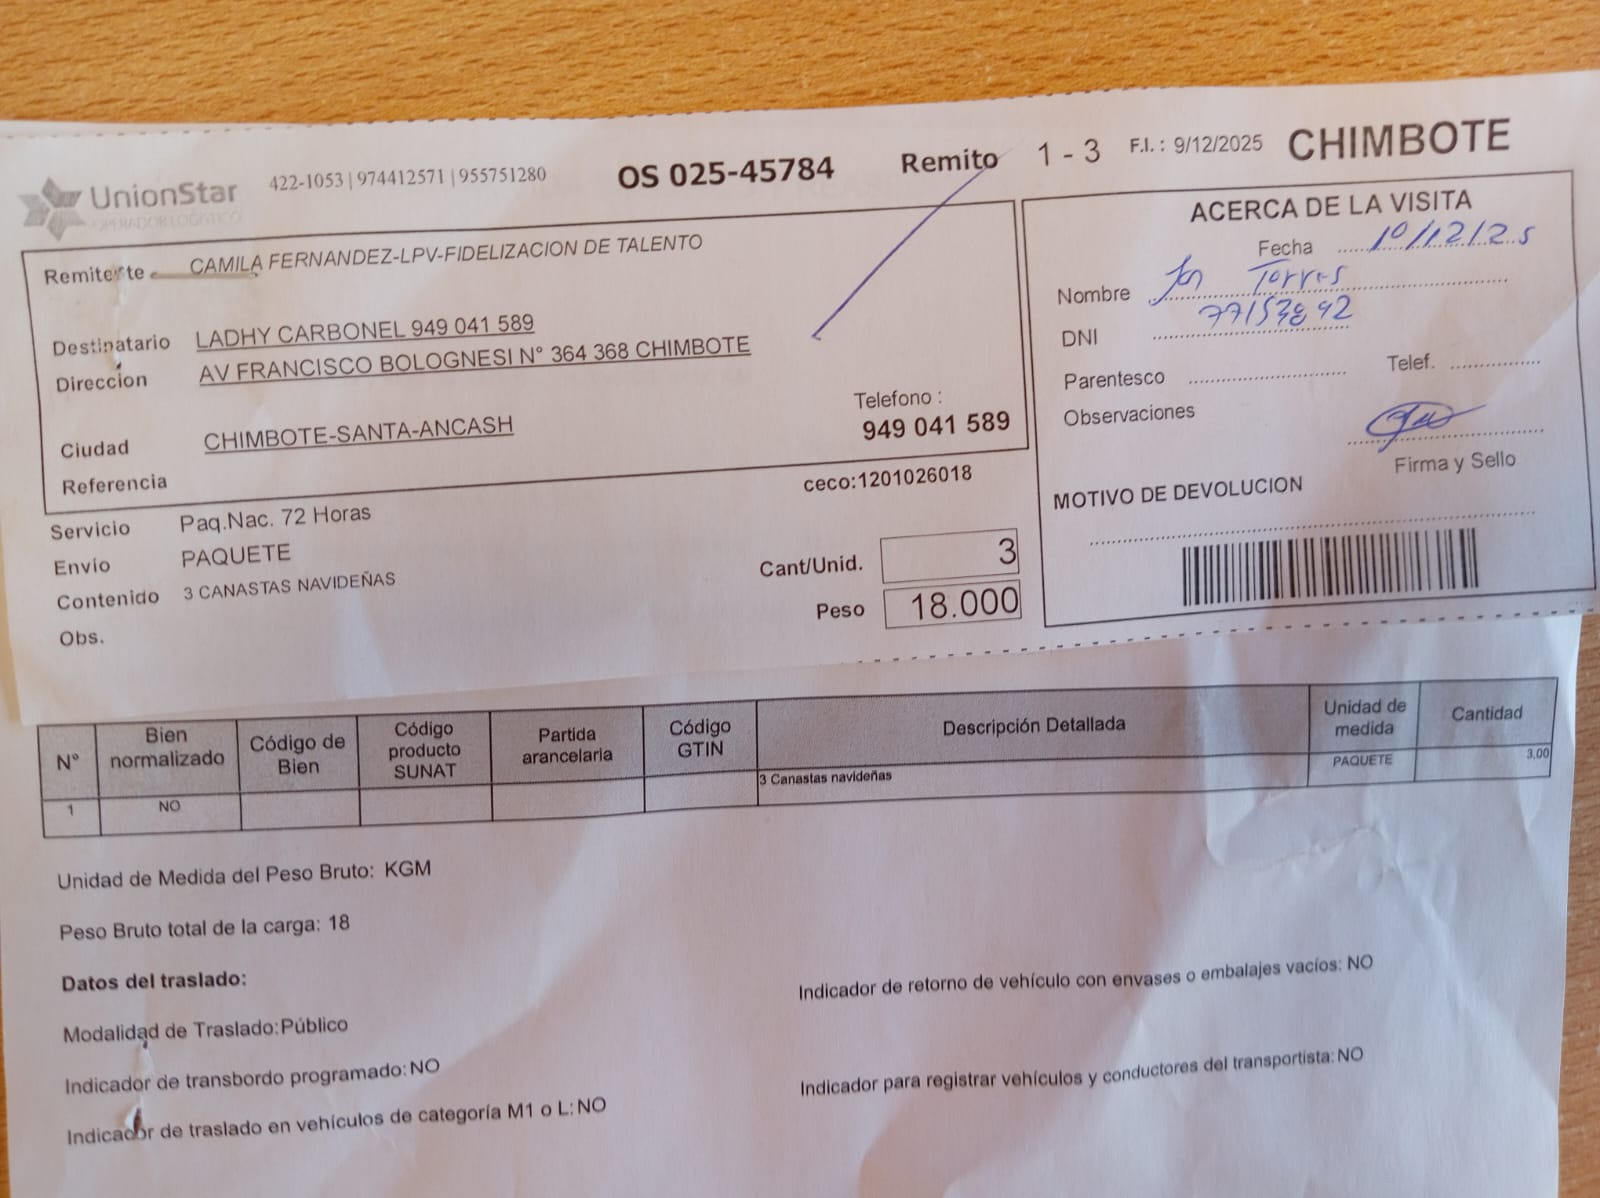 UnionStar
OPERADOR LOGISTICO
422-1053 | 974412571 | 955751280
OS 025-45784
Remito 1 - 3
F.I.: 9/12/2025
CHIMBOTE
Remitente CAMILA FERNANDEZ-LPV-FIDELIZACION DE TALENTO
Destinatario LADHY CARBONEL 949 041 589
Direccion AV FRANCISCO BOLOGNESI N° 364 368 CHIMBOTE
Telefono :
949 041 589
Ciudad CHIMBOTE-SANTA-ANCASH
Referencia
ceco:1201026018
Servicio Paq.Nac. 72 Horas
Envio PAQUETE
Contenido 3 CANASTAS NAVIDEÑAS
Obs.
Cant/Unid. 3
Peso 18.000
ACERCA DE LA VISITA
Fecha 10/12/25
Nombre Torres
DNI
Parentesco Telef.
Observaciones
Firma y Sello
MOTIVO DE DEVOLUCION
N° Bien normalizado Código de Bien Código producto SUNAT Partida arancelaria Código GTIN Descripción Detallada Unidad de medida Cantidad
1 NO 3 Canastas navideñas PAQUETE 3.00
Unidad de Medida del Peso Bruto: KGM
Peso Bruto total de la carga: 18
Datos del traslado:
Modalidad de Traslado:Público
Indicador de transbordo programado:NO
Indicador de traslado en vehículos de categoría M1 o L:NO
Indicador de retorno de vehículo con envases o embalajes vacíos: NO
Indicador para registrar vehículos y conductores del transportista:NO